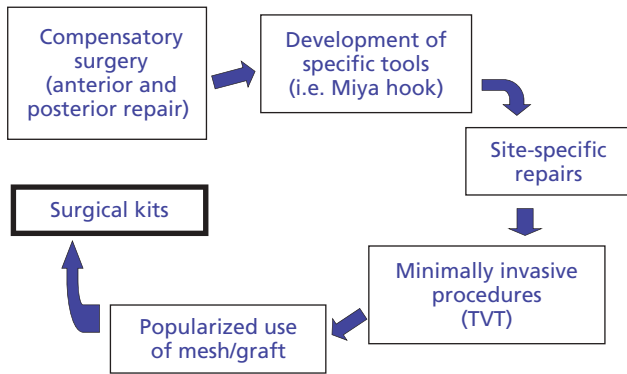 Compensatory
surgery
(anterior and
posterior repair)
Development of
specific tools
(i.e. Miya hook)
Site-specific
repairs
Minimally invasive
procedures
(TVT)
Popularized use
of mesh/graft
Surgical kits